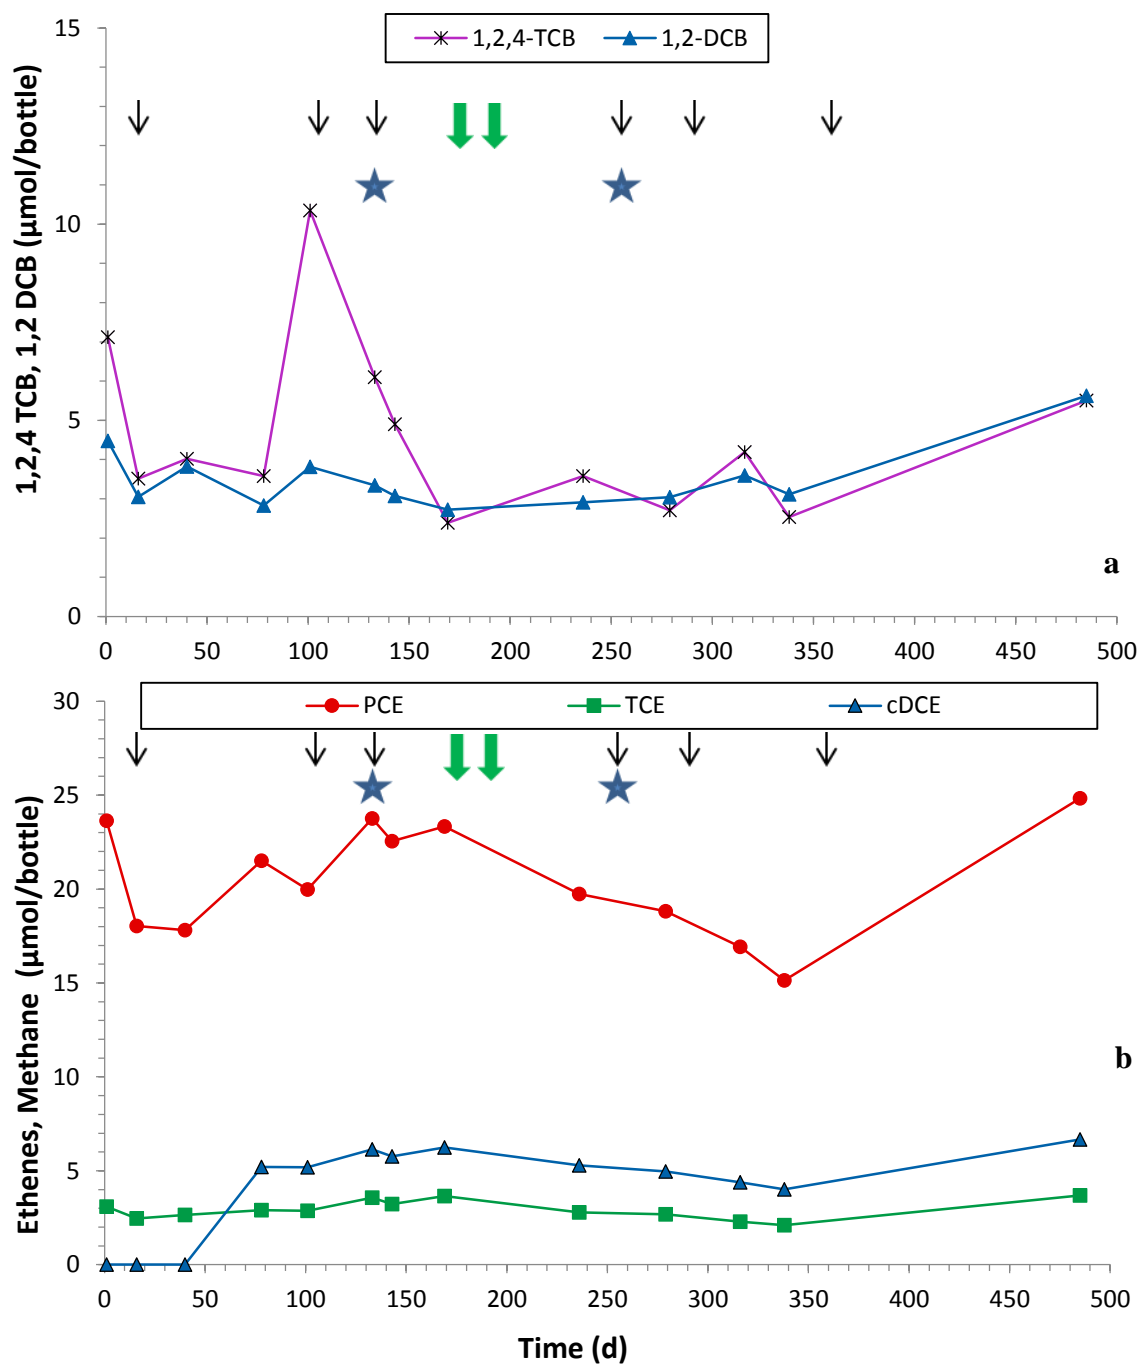 15
1,2,4-TCB 1,2-DCB
10
5
0
1,2,4 TCB, 1,2 DCB (µmol/bottle)
a
0 50 100 150 200 250 300 350 400 450 500
30
PCE TCE cDCE
25
20
15
10
5
0
Ethenes, Methane (µmol/bottle)
b
0 50 100 150 200 250 300 350 400 450 500
Time (d)